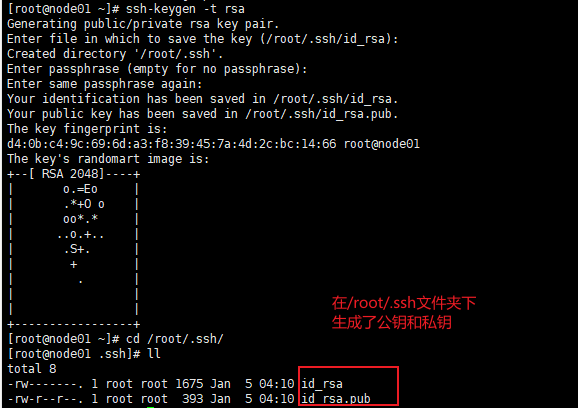 [root@node01 ~]# ssh-keygen -t rsa
Generating public/private rsa key pair.
Enter file in which to save the key (/root/.ssh/id_rsa):
Created directory '/root/.ssh'.
Enter passphrase (empty for no passphrase):
Enter same passphrase again:
Your identification has been saved in /root/.ssh/id_rsa.
Your public key has been saved in /root/.ssh/id_rsa.pub.
The key fingerprint is:
d4:0b:c4:9c:69:6d:a3:f8:39:45:7a:4d:2c:bc:14:66 root@node01
The key's randomart image is:
+--[ RSA 2048]----+
|       o.=Eo     |
|       .*+O o    |
|       oo*.*     |
|      ..o.+..    |
|       .S+.      |
|        +        |
|         .       |
|                 |
|                 |
+-----------------+
在/root/.ssh文件夹下
生成了公钥和私钥
[root@node01 ~]# cd /root/.ssh/
[root@node01 .ssh]# ll
total 8
-rw-------. 1 root root 1675 Jan  5 04:10 id_rsa
-rw-r--r--. 1 root root  393 Jan  5 04:10 id_rsa.pub